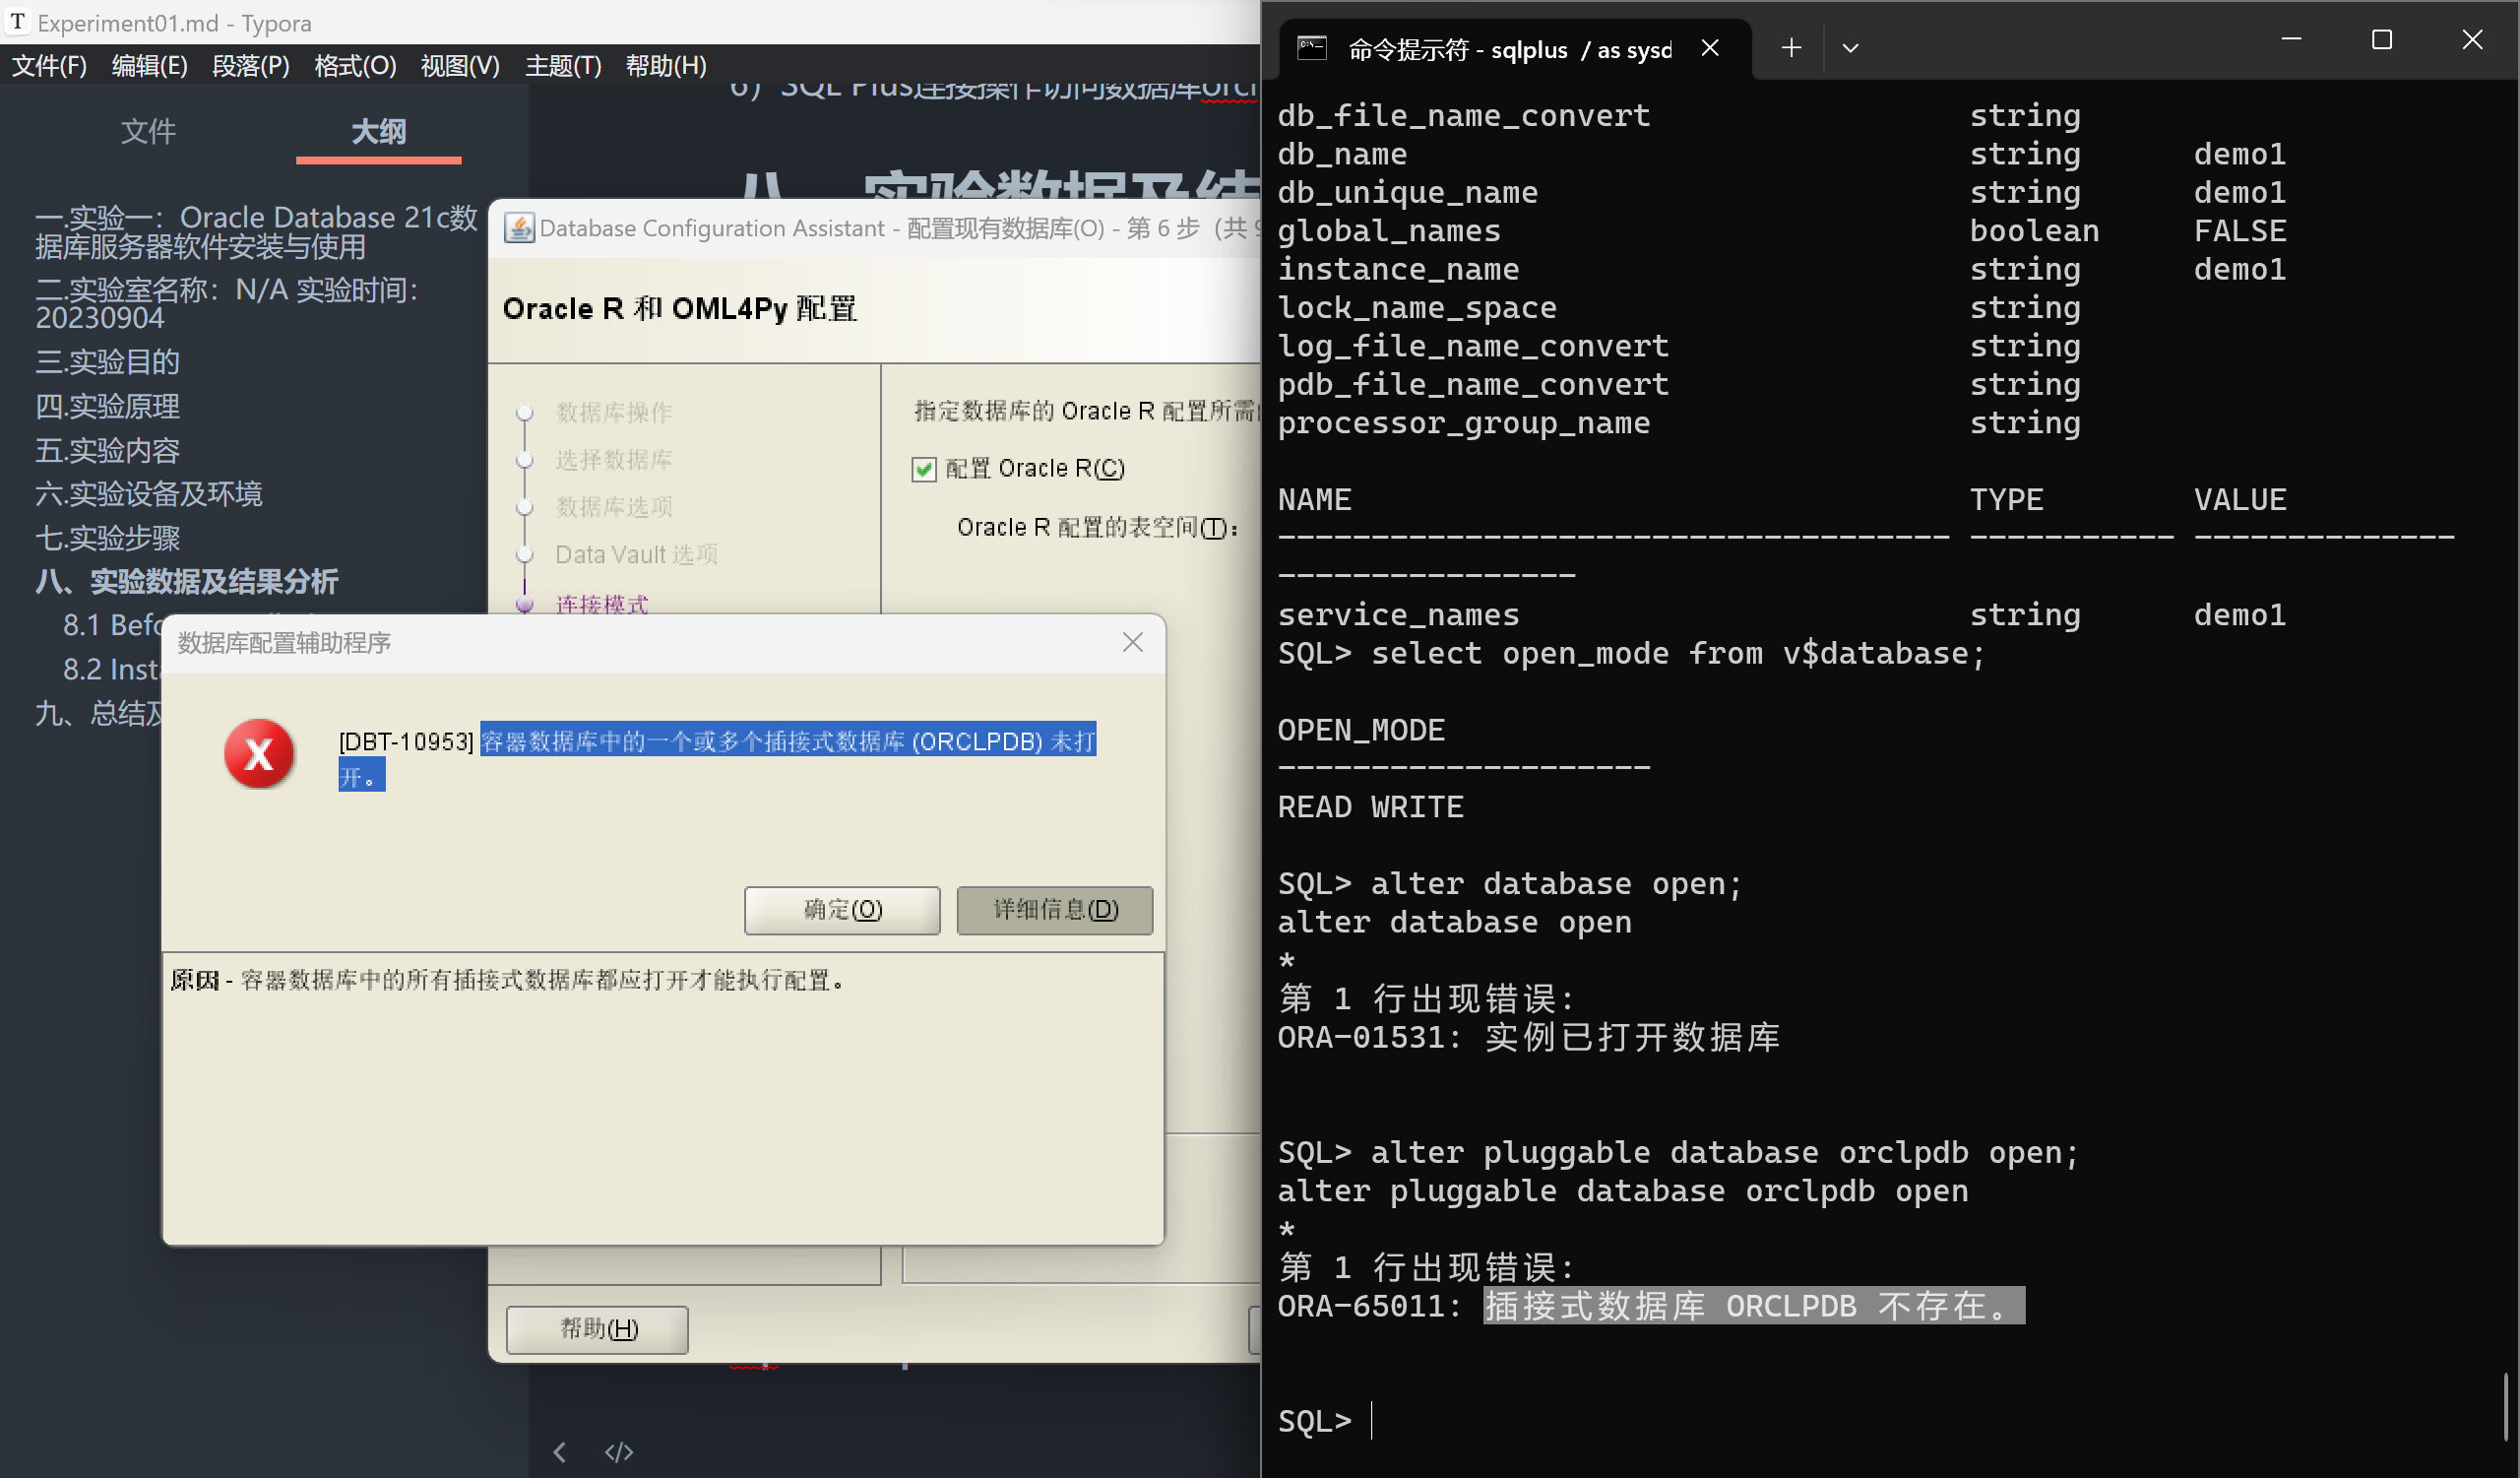 Experiment01.md - Typora
文件(F) 编辑(E) 段落(P) 格式(O) 视图(V) 主题(T) 帮助(H)
文件 大纲
一.实验一：Oracle Database 21c数
据库服务器软件安装与使用
二.实验室名称：N/A 实验时间：
20230904
三.实验目的
四.实验原理
五.实验内容
六.实验设备及环境
七.实验步骤
八、实验数据及结果分析
8.1
8.2
九、总结及
6）SQL Plus连接操作访问数据库orcl
八、实验数据及结
Database Configuration Assistant - 配置现有数据库(O) - 第 6 步（共 9
Oracle R 和 OML4Py 配置
数据库操作
选择数据库
数据库选项
Data Vault 选项
连接模式
指定数据库的 Oracle R 配置所需
配置 Oracle R(C)
Oracle R 配置的表空间(T)：
帮助(H)
数据库配置辅助程序
[DBT-10953] 容器数据库中的一个或多个插接式数据库 (ORCLPDB) 未打
开。
确定(O) 详细信息(D)
原因 - 容器数据库中的所有插接式数据库都应打开才能执行配置。
命令提示符 - sqlplus / as sysd
db_file_name_convert string
db_name string demo1
db_unique_name string demo1
global_names boolean FALSE
instance_name string demo1
lock_name_space string
log_file_name_convert string
pdb_file_name_convert string
processor_group_name string
NAME TYPE VALUE
------------------------------------ ----------- --------------
----------------
service_names string demo1
SQL> select open_mode from v$database;
OPEN_MODE
--------------------
READ WRITE
SQL> alter database open;
alter database open
*
第 1 行出现错误:
ORA-01531: 实例已打开数据库
SQL> alter pluggable database orclpdb open;
alter pluggable database orclpdb open
*
第 1 行出现错误:
ORA-65011: 插接式数据库 ORCLPDB 不存在。
SQL>